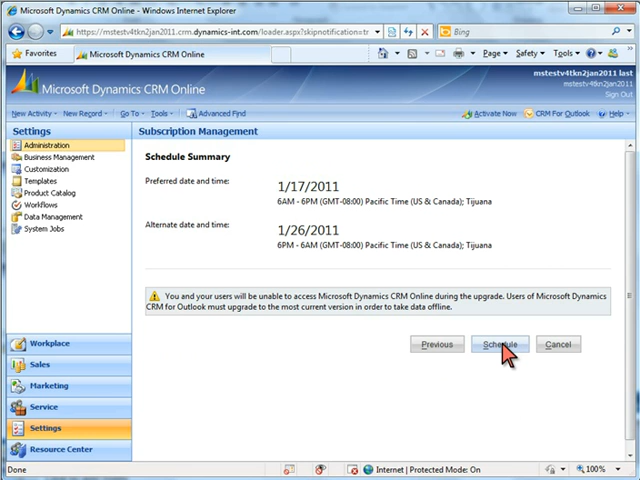 Microsoft Dynamics CRM Online - Windows Internet Explorer
https://mstestv4tkn2jan2011.crm.dynamics-int.com/loader.aspx?skipnotification=tr
Bing
Favorites
Microsoft Dynamics CRM Online
Page
Safety
Tools
Microsoft Dynamics CRM Online
mstestv4tkn2jan2011 last
mstestv4tkn2jan2011
Sign Out
New Activity
New Record
Go To
Tools
Advanced Find
Activate Now
CRM For Outlook
Help
Settings
Subscription Management
Administration
Business Management
Customization
Templates
Product Catalog
Workflows
Data Management
System Jobs
Schedule Summary
Preferred date and time:
1/17/2011
6AM - 6PM (GMT-08:00) Pacific Time (US & Canada); Tijuana
Alternate date and time:
1/26/2011
6PM - 6AM (GMT-08:00) Pacific Time (US & Canada); Tijuana
You and your users will be unable to access Microsoft Dynamics CRM Online during the upgrade. Users of Microsoft Dynamics
CRM for Outlook must upgrade to the most current version in order to take data offline.
Previous
Schedule
Cancel
Workplace
Sales
Marketing
Service
Settings
Resource Center
Done
Internet | Protected Mode: On
100%